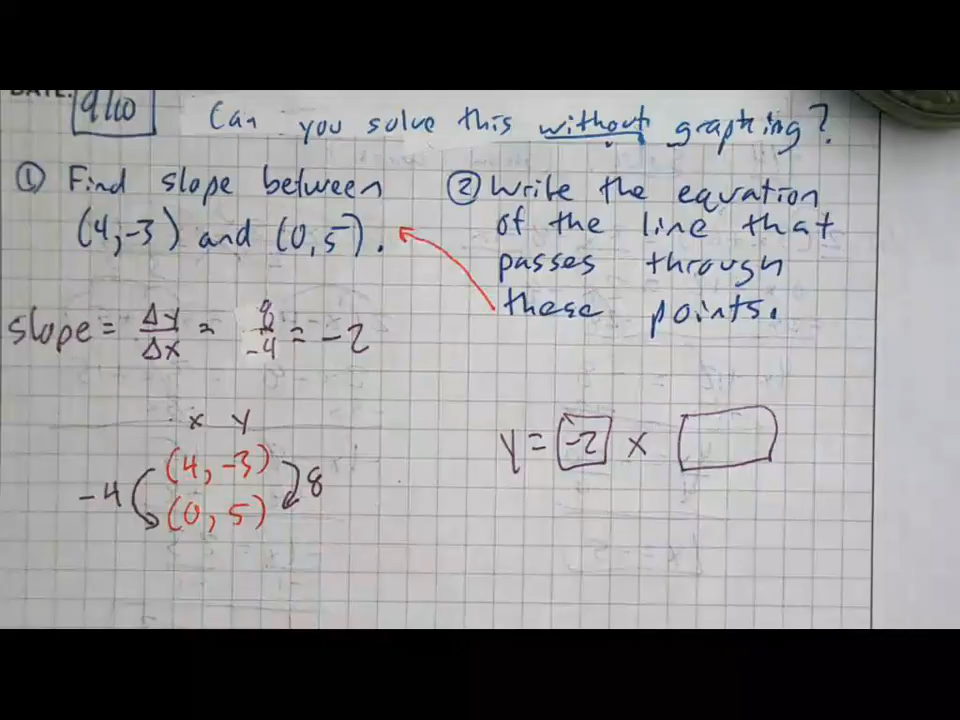 DATE:
9/10
Can you solve this without graphing?
① Find slope between
(4,-3) and (0,5).
② Write the equation
of the line that
passes through
these points.
slope = Δy/Δx = 8/-4 = -2
x y
(4, -3)
-4 8
(0, 5)
y = -2 x